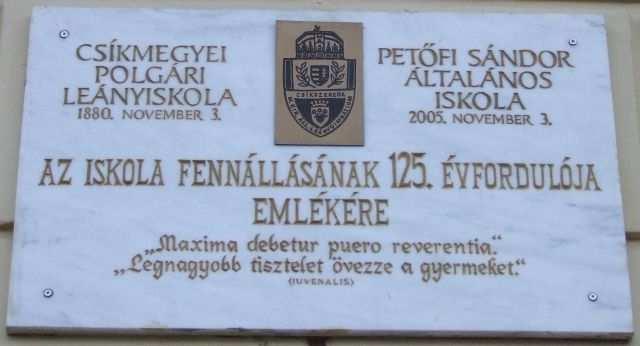 CSÍKMEGYEI
POLGÁRI
LEÁNYISKOLA
1880. NOVEMBER 3.
CSÍKSZEREDA
PETŐFI SÁNDOR
ÁLTALÁNOS
ISKOLA
2005. NOVEMBER 3.
AZ ISKOLA FENNÁLLÁSÁNAK 125. ÉVFORDULÓJA
EMLÉKÉRE
„Maxima debetur puero reverentia.“
„Legnagyobb tisztelet övezze a gyermeket.“
(IUVENALIS)